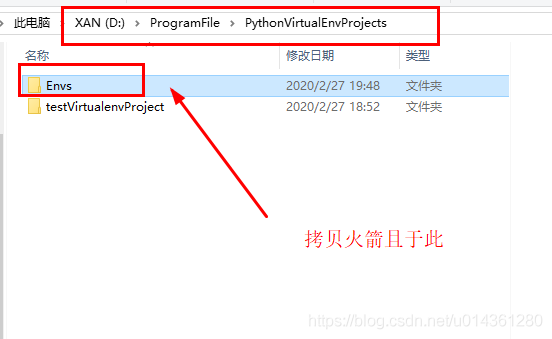 此电脑 > XAN (D:) > ProgramFile > PythonVirtualEnvProjects
名称 修改日期 类型
Envs 2020/2/27 19:48 文件夹
testVirtualenvProject 2020/2/27 18:52 文件夹
拷贝火箭且于此
https://blog.csdn.net/u014361280